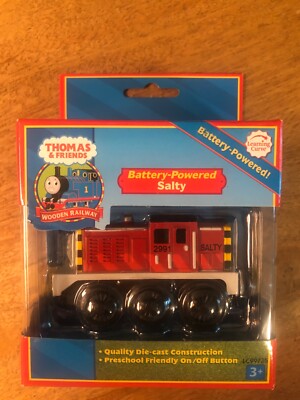 Battery-Powered!
Learning
Curve
THOMAS
& FRIENDS
1
WOODEN RAILWAY
Battery-Powered
Salty
2991
SALTY
• Quality Die-cast Construction
• Preschool Friendly On/Off Button
3+